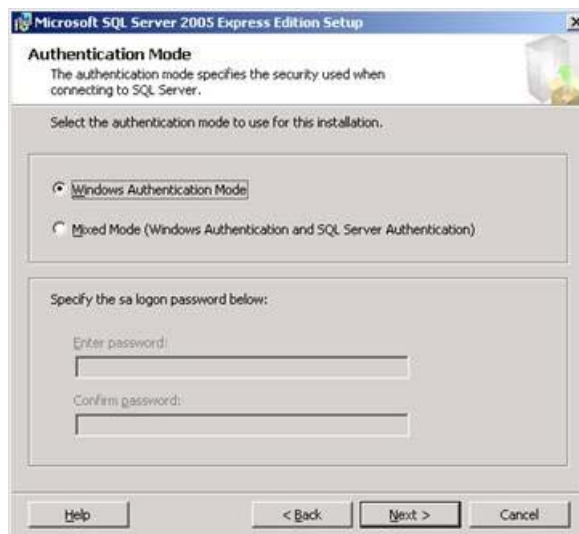 Microsoft SQL Server 2005 Express Edition Setup
Authentication Mode
The authentication mode specifies the security used when
connecting to SQL Server.
Select the authentication mode to use for this installation.
Windows Authentication Mode
Mixed Mode (Windows Authentication and SQL Server Authentication)
Specify the sa logon password below:
Enter password:
Confirm password:
Help
< Back
Next >
Cancel